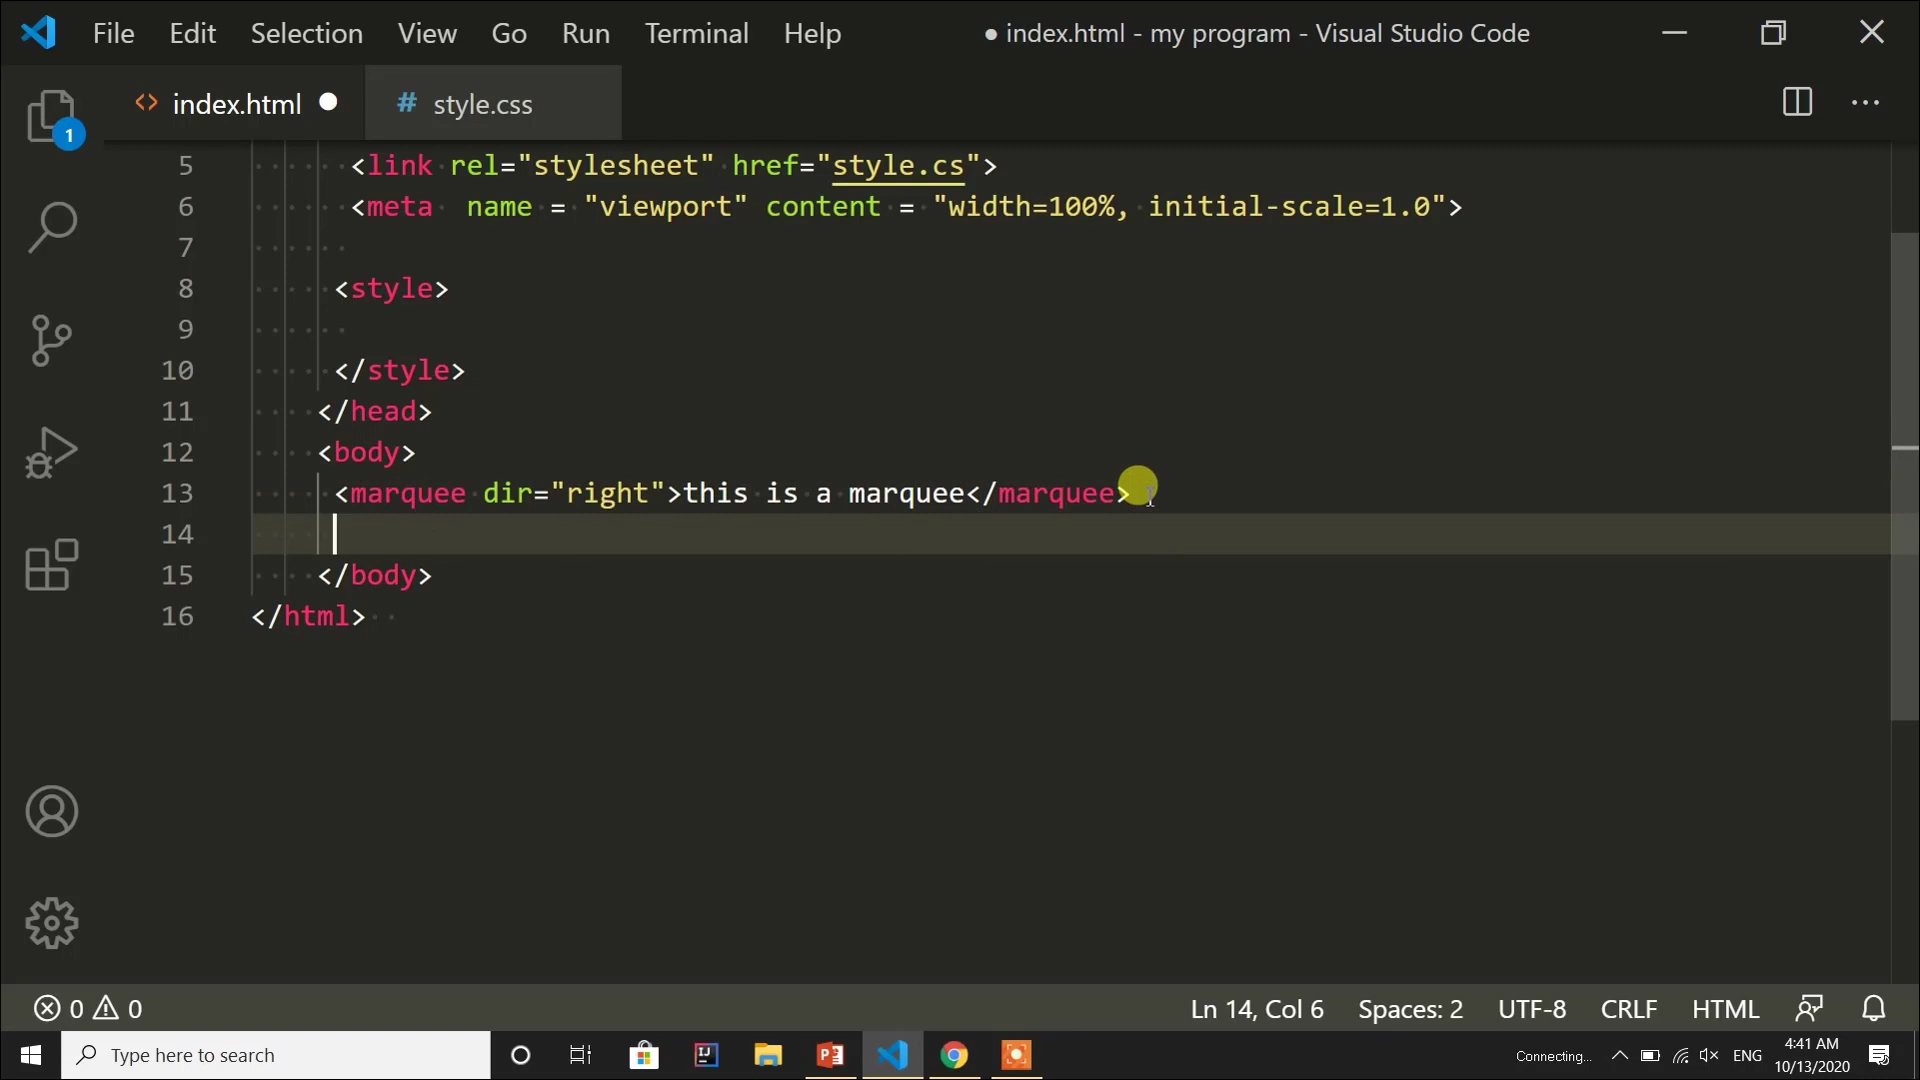 File Edit Selection View Go Run Terminal Help ● index.html - my program - Visual Studio Code
<> index.html ● # style.css
1
5 <link rel="stylesheet" href="style.cs">
6 <meta name = "viewport" content = "width=100%, initial-scale=1.0">
7
8 <style>
9
10 </style>
11 </head>
12 <body>
13 <marquee dir="right">this is a marquee</marquee>
14
15 </body>
16 </html>
0 0 Ln 14, Col 6 Spaces: 2 UTF-8 CRLF HTML
Type here to search Connecting... ENG 4:41 AM
10/13/2020